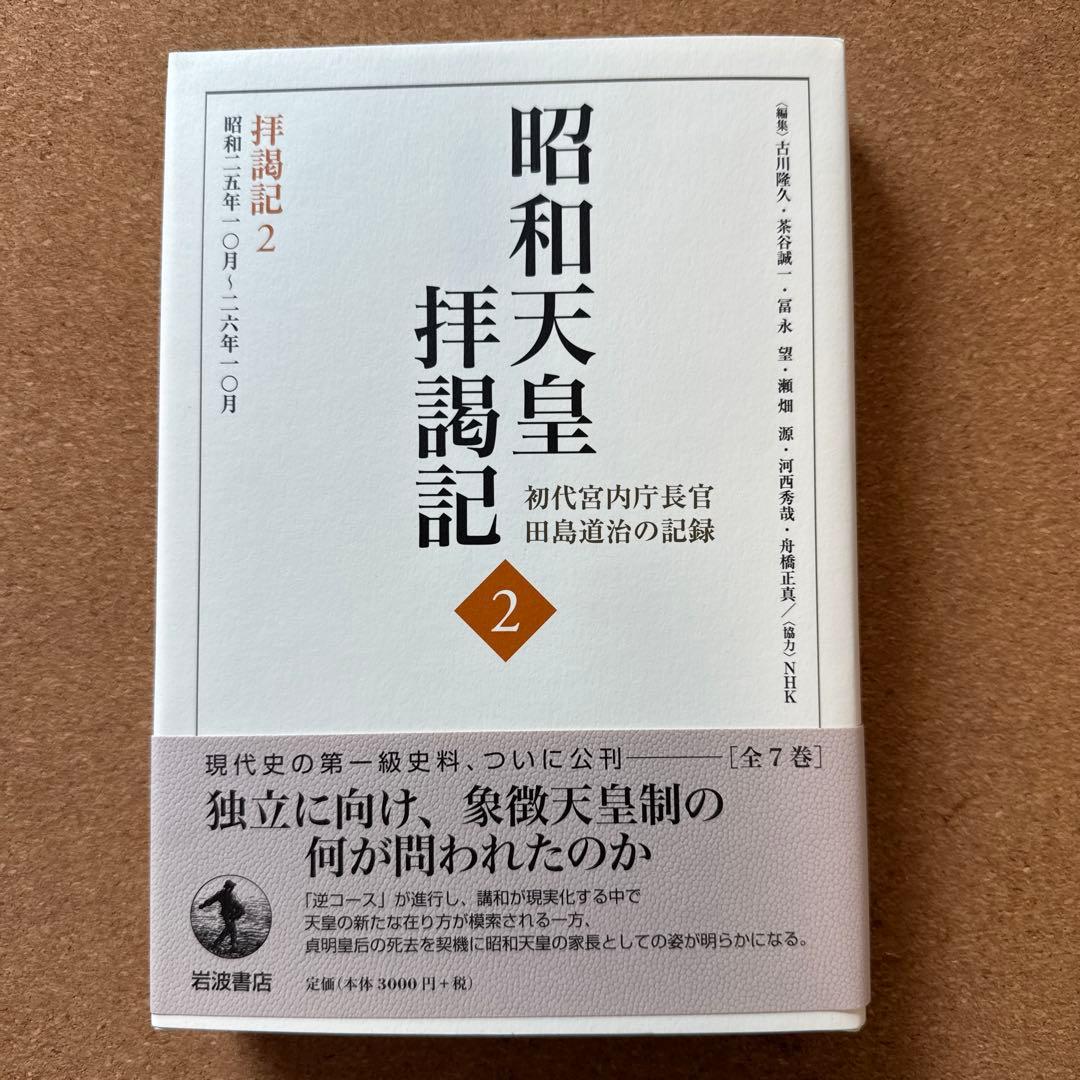 〈編集〉古川隆久・茶谷誠一・冨永 望・瀬畑 源・河西秀哉・舟橋正真／〈協力〉NHK
昭和天皇
拝謁記
初代宮内庁長官
田島道治の記録
2
拝謁記 2
昭和二五年一〇月〜二六年一〇月
現代史の第一級史料、ついに公刊――――［全7巻］
独立に向け、象徴天皇制の
何が問われたのか
「逆コース」が進行し、講和が現実化する中で
天皇の新たな在り方が模索される一方、
貞明皇后の死去を契機に昭和天皇の家長としての姿が明らかになる。
岩波書店
定価（本体 3000 円＋税）